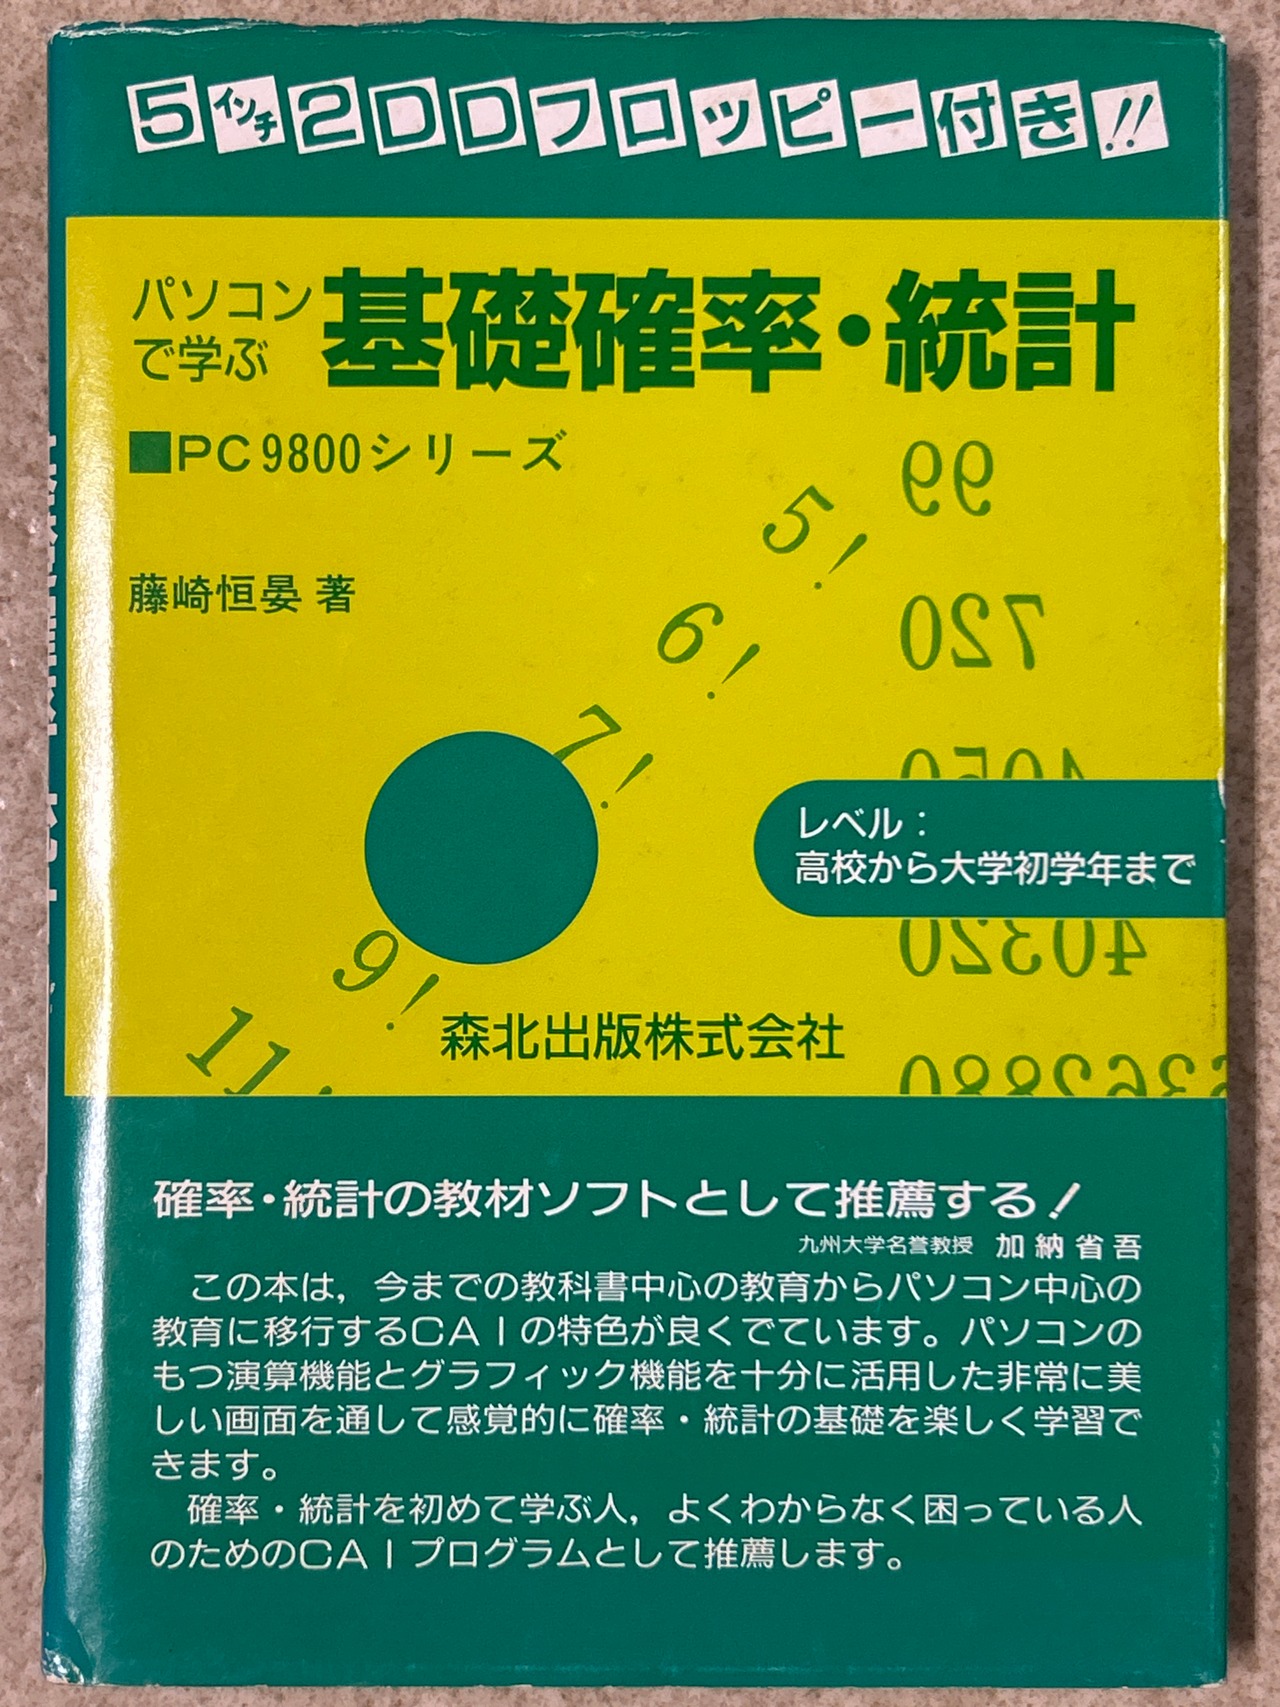 5インチ2DDフロッピー付き!!
パソコンで学ぶ 基礎確率・統計
■PC9800シリーズ
藤崎恒晏 著
99
720
5!
6!
7!
9!
11!
レベル：
高校から大学初学年まで
40320
森北出版株式会社
確率・統計の教材ソフトとして推薦する！
九州大学名誉教授 加納省吾
この本は，今までの教科書中心の教育からパソコン中心の
教育に移行するCAIの特色が良くでています。パソコンの
もつ演算機能とグラフィック機能を十分に活用した非常に美
しい画面を通して感覚的に確率・統計の基礎を楽しく学習で
きます。
確率・統計を初めて学ぶ人，よくわからなく困っている人
のためのCAIプログラムとして推薦します。